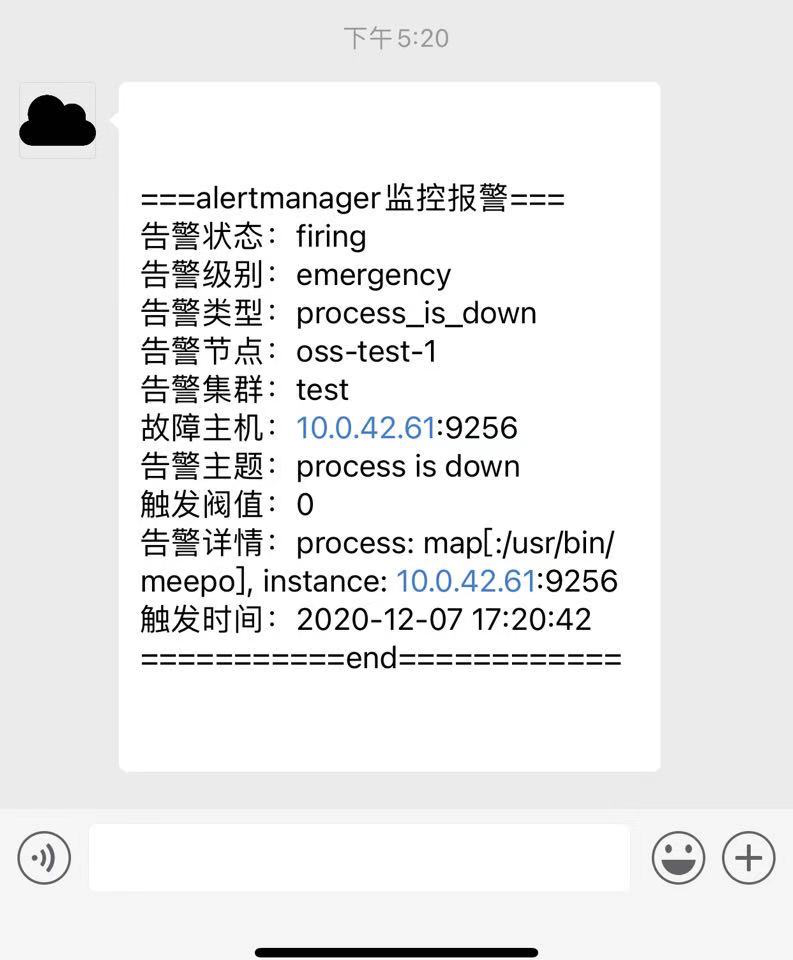 下午5:20
===alertmanager监控报警===
告警状态：firing
告警级别：emergency
告警类型：process_is_down
告警节点：oss-test-1
告警集群：test
故障主机：10.0.42.61:9256
告警主题：process is down
触发阀值：0
告警详情：process: map[:/usr/bin/
meepo], instance: 10.0.42.61:9256
触发时间：2020-12-07 17:20:42
===========end============